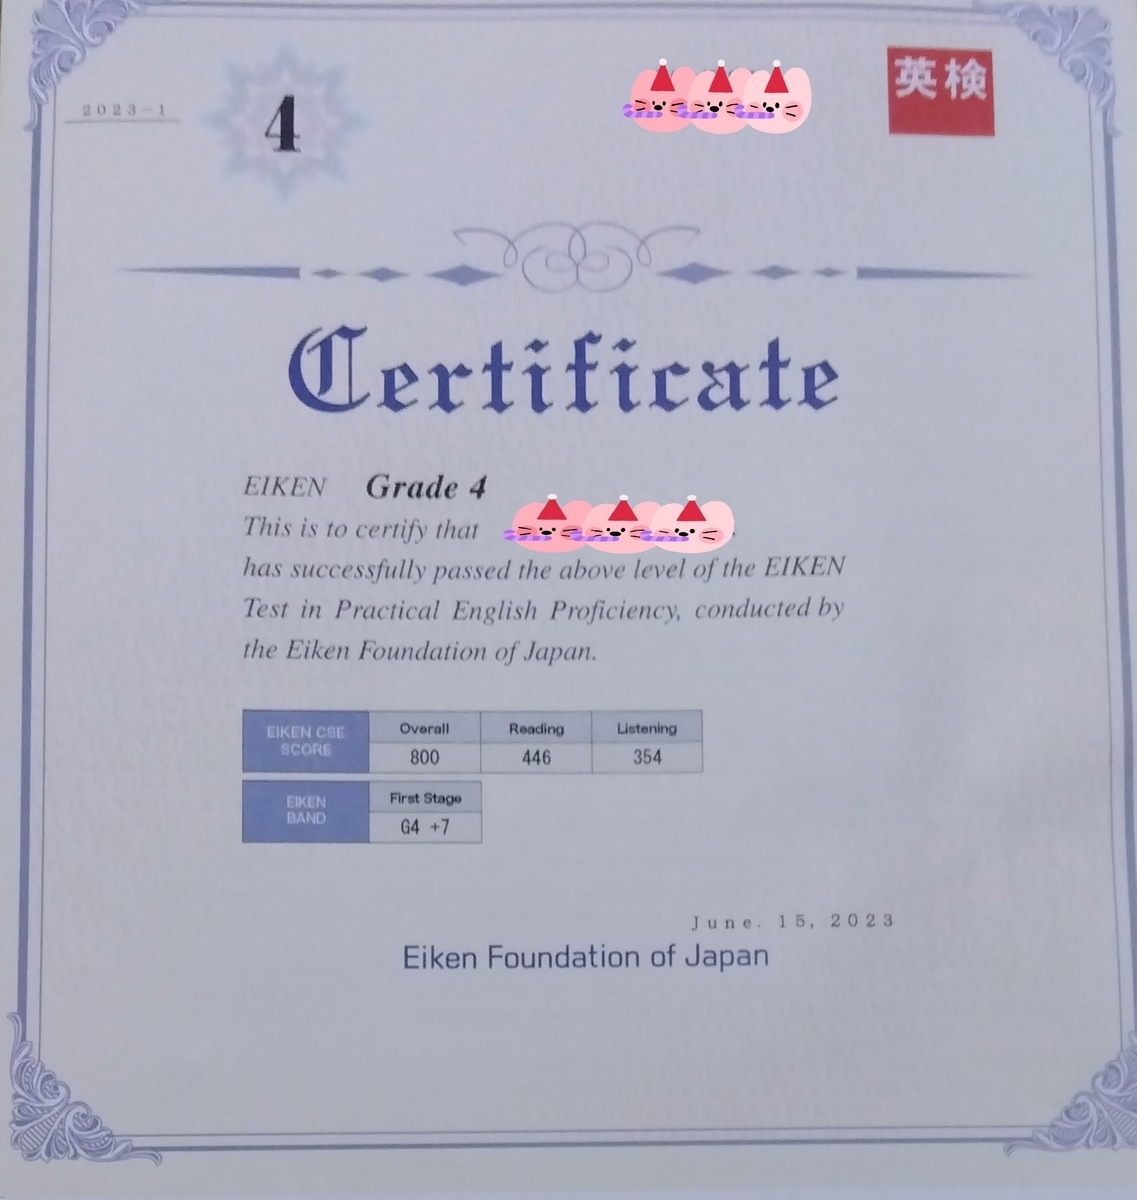 2023-1
4
英検
Certificate
EIKEN Grade 4
This is to certify that
has successfully passed the above level of the EIKEN
Test in Practical English Proficiency, conducted by
the Eiken Foundation of Japan.
EIKEN CSE SCORE
Overall Reading Listening
800 446 354
EIKEN BAND
First Stage
G4 +7
June. 15, 2023
Eiken Foundation of Japan